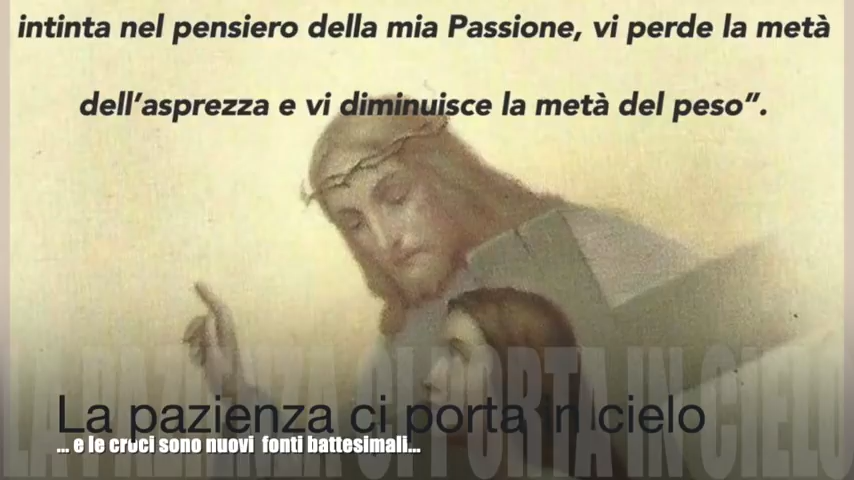 intinta nel pensiero della mia Passione, vi perde la metà
dell’asprezza e vi diminuisce la metà del peso”.
LA PAZIENZA CI PORTA IN CIELO
La pazienza ci porta in cielo
... e le croci sono nuovi fonti battesimali...